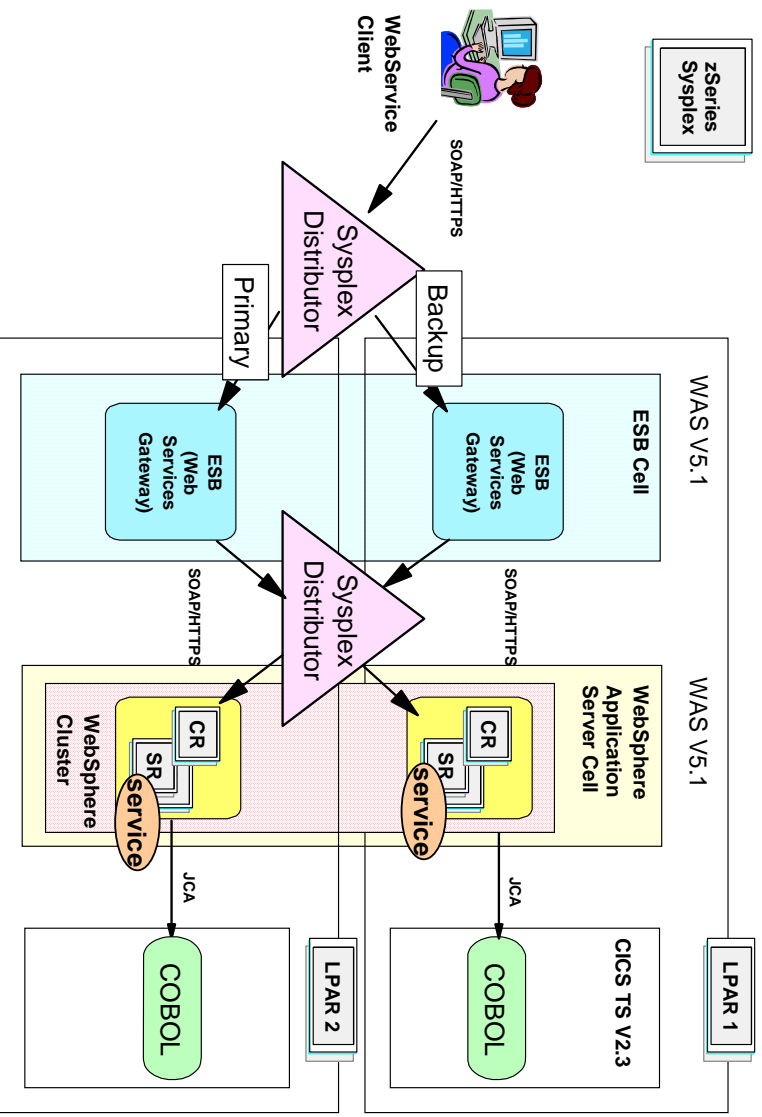 zSeries
Sysplex
WebService
Client
SOAP/HTTPS
Sysplex
Distributor
Backup
Primary
WAS V5.1
ESB Cell
ESB
(Web
Services
Gateway)
ESB
(Web
Services
Gateway)
SOAP/HTTPS
SOAP/HTTPS
Sysplex
Distributor
WAS V5.1
WebSphere
Application
Server Cell
CR
SR
service
CR
SR
service
WebSphere
Cluster
JCA
JCA
LPAR 1
CICS TS V2.3
COBOL
LPAR 2
COBOL